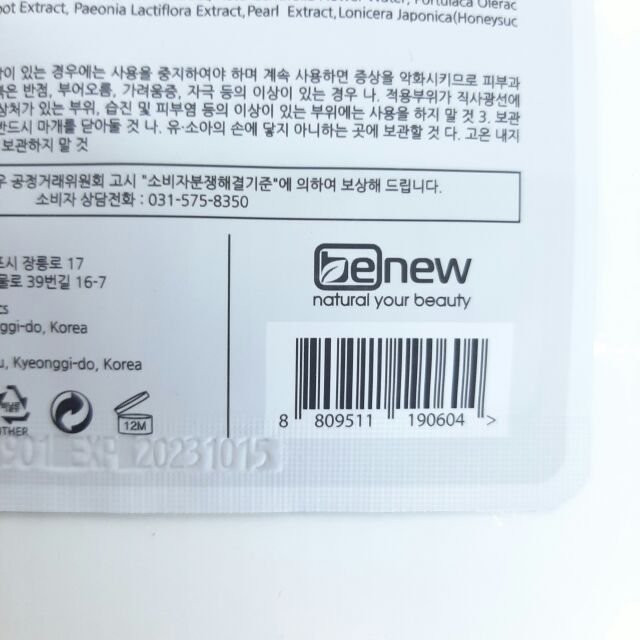 Root Extract, Paeonia Lactiflora Extract, Pearl Extract, Lonicera Japonica(Honeysuc
있는 경우에는 사용을 중지하여야 하며 계속 사용하면 증상을 악화시키므로 피부과
붉은 반점, 부어오름, 가려움증, 자극 등의 이상이 있는 경우 나. 적용부위가 직사광선에
상처가 있는 부위, 습진 및 피부염 등의 이상이 있는 부위에는 사용을 하지 말 것 3. 보관
반드시 마개를 닫아둘 것 나. 유·소아의 손에 닿지 아니하는 곳에 보관할 것 다. 고온 내지
보관하지 말 것
우 공정거래위원회 고시 "소비자분쟁해결기준"에 의하여 보상해 드립니다.
소비자 상담전화 : 031-575-8350
포시 장릉로 17
물로 39번길 16-7
cs
ggi-do, Korea
u, Kyeonggi-do, Korea
OTHER
12M
benew
natural your beauty
8 809511 190604 >
901 EXP 20231015